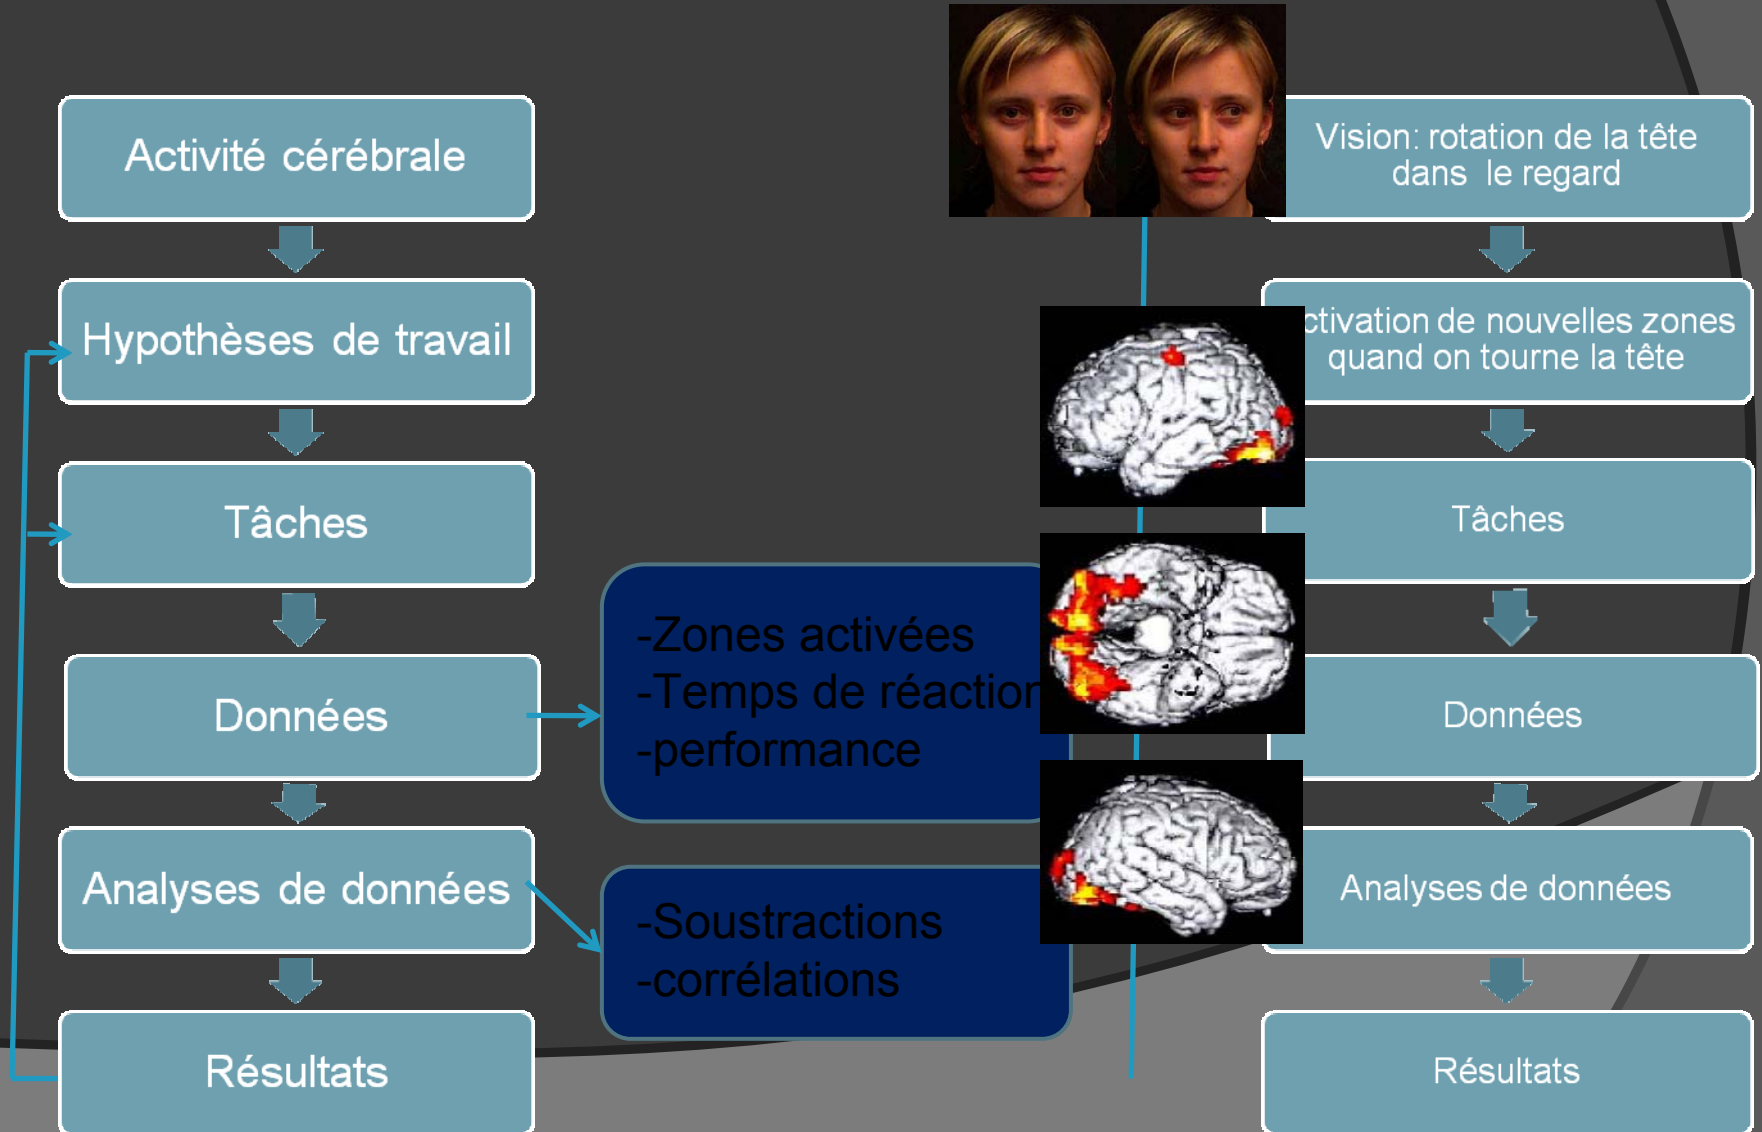 Activité cérébrale
Hypothèses de travail
Tâches
Données
Analyses de données
Résultats
-Zones activées
-Temps de réaction
-performance
-Soustractions
-corrélations
Vision: rotation de la tête
dans le regard
ctivation de nouvelles zones
quand on tourne la tête
Tâches
Données
Analyses de données
Résultats